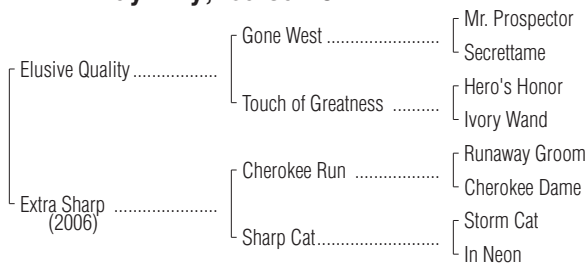 Mr. Prospector
Gone West ........................
Secrettame
Elusive Quality ..................
Hero's Honor
Touch of Greatness ..........
Ivory Wand
Runaway Groom
Cherokee Run ..................
Cherokee Dame
Extra Sharp ......................
(2006)
Storm Cat
Sharp Cat..........................
In Neon